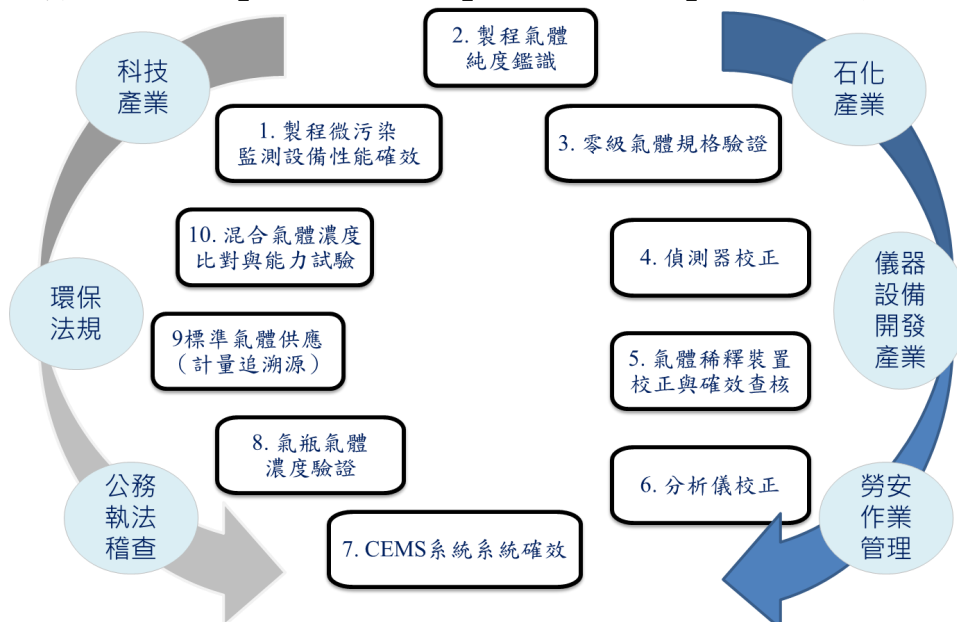 2. 製程氣體
純度鑑識
科技
產業
石化
產業
1. 製程微污染
監測設備性能確效
3. 零級氣體規格驗證
10. 混合氣體濃度
比對與能力試驗
4. 偵測器校正
環保
法規
儀器
設備
開發
產業
9標準氣體供應
（計量追溯源）
5. 氣體稀釋裝置
校正與確效查核
8. 氣瓶氣體
濃度驗證
6. 分析儀校正
公務
執法
稽查
勞安
作業
管理
7. CEMS系統系統確效